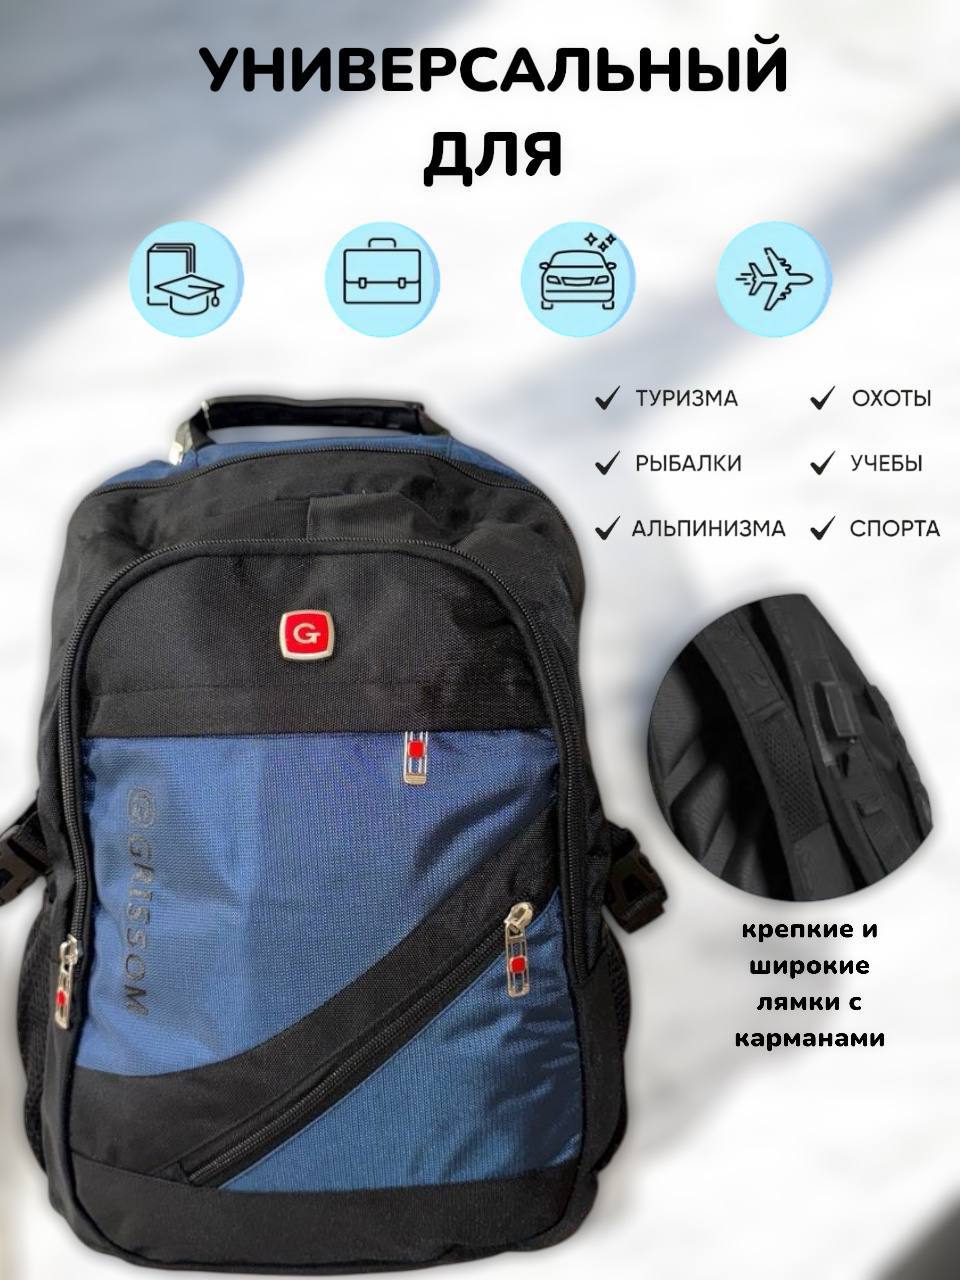 УНИВЕРСАЛЬНЫЙ
ДЛЯ
ТУРИЗМА
ОХОТЫ
РЫБАЛКИ
УЧЕБЫ
АЛЬПИНИЗМА
СПОРТА
G
GRISSOM
крепкие и
широкие
лямки с
карманами